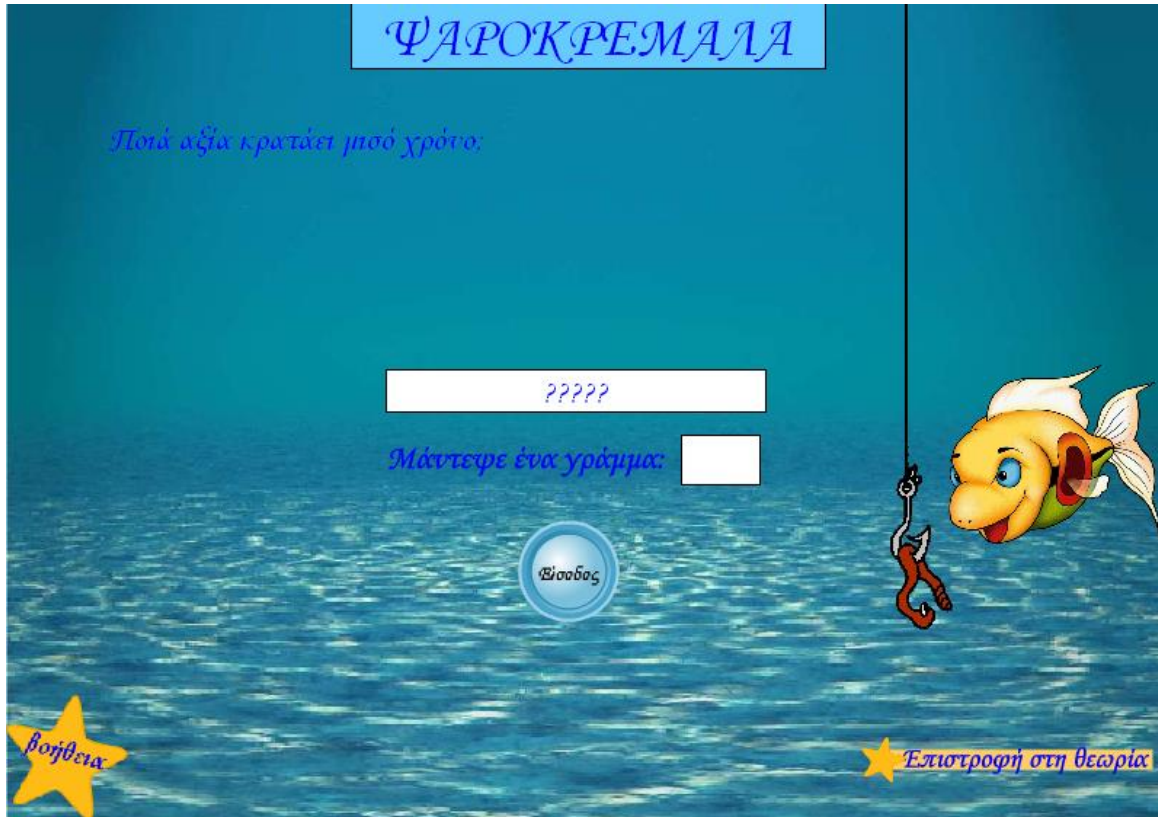 ΨΑΡΟΚΡΕΜΑΛΑ
Ποιά αξία κρατάει μισό χρόνο;
?????
Μάντεψε ένα γράμμα:
Είσοδος
βοήθεια
Επιστροφή στη θεωρία